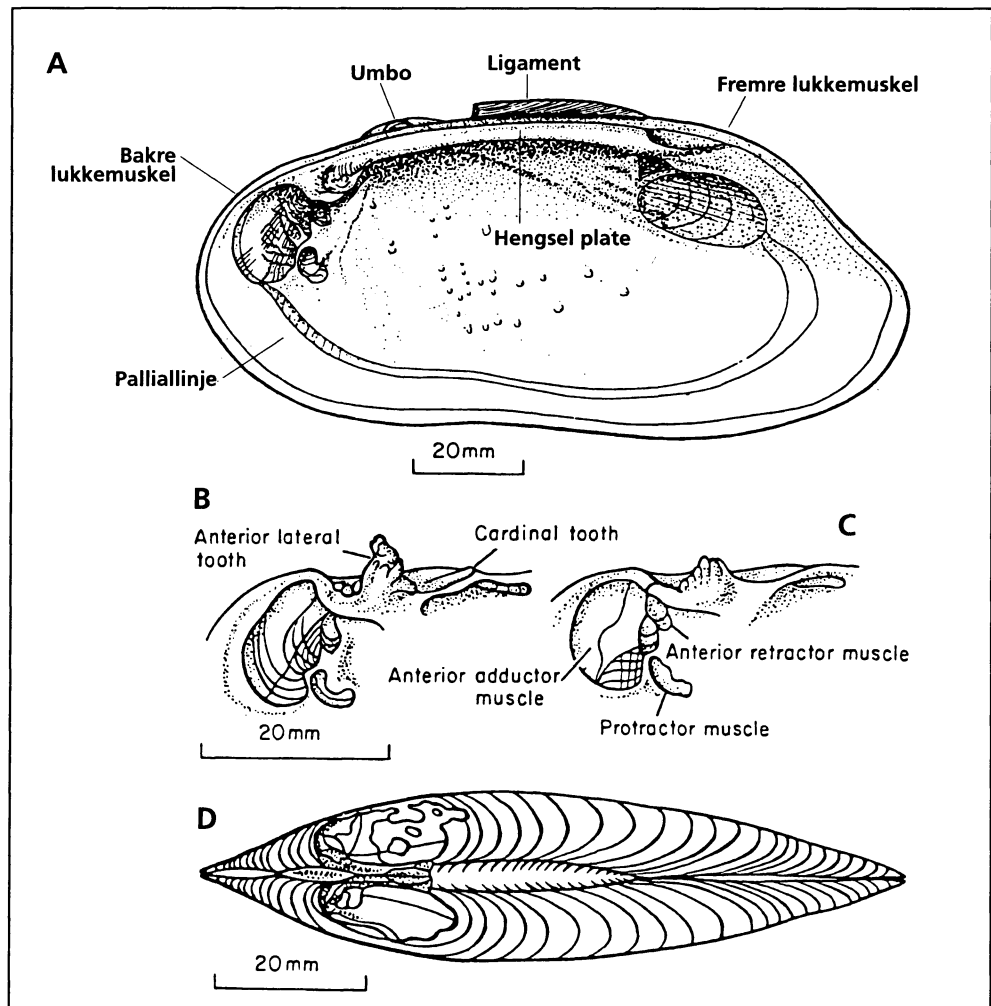 A
Umbo
Ligament
Fremre lukkemuskel
Bakre
lukkemuskel
Hengsel plate
Palliallinje
20mm
B
Anterior lateral
tooth
Cardinal tooth
C
Anterior adductor
muscle
Anterior retractor muscle
Protractor muscle
20mm
D
20mm